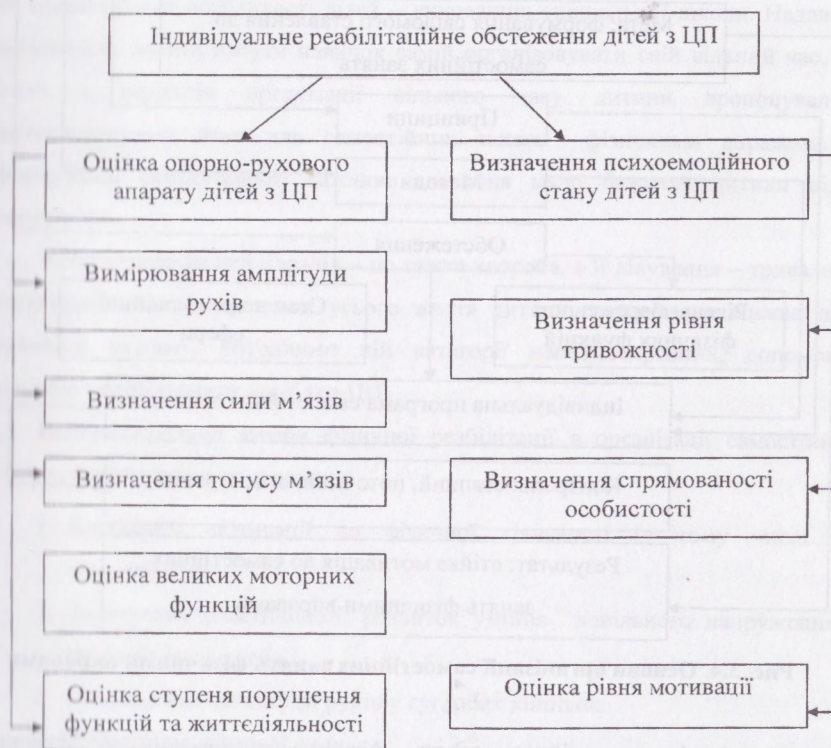 Індивідуальне реабілітаційне обстеження дітей з ЦП
Оцінка опорно-рухового
апарату дітей з ЦП
Визначення психоемоційного
стану дітей з ЦП
Вимірювання амплітуди
рухів
Визначення рівня
тривожності
Визначення сили м’язів
Визначення тонусу м’язів
Визначення спрямованості
особистості
Оцінка великих моторних
функцій
Оцінка ступеня порушення
функцій та життєдіяльності
Оцінка рівня мотивації